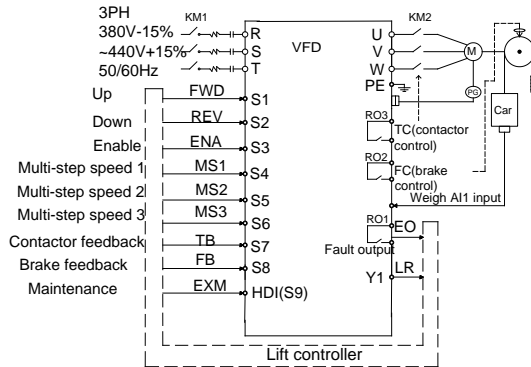 3PH
380V-15%
~440V+15%
50/60Hz
KM1
R
S
T
VFD
U
V
W
PE
KM2
M
PG
Car
Up
FWD
S1
Down
REV
S2
Enable
ENA
S3
Multi-step speed 1
MS1
S4
Multi-step speed 2
MS2
S5
Multi-step speed 3
MS3
S6
Contactor feedback
TB
S7
Brake feedback
FB
S8
Maintenance
EXM
HDI(S9)
RO3
TC(contactor
control)
RO2
FC(brake
control)
Weigh AI1 input
RO1
EO
Fault output
Y1
LR
Lift controller